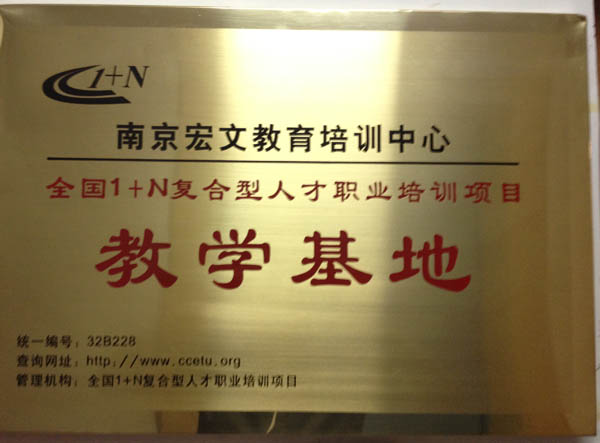 1+N
南京宏文教育培训中心
全国1+N复合型人才职业培训项目
教学基地
统一编号：32B228
查询网址：http://www.ccetu.org
管理机构：全国1+N复合型人才职业培训项目